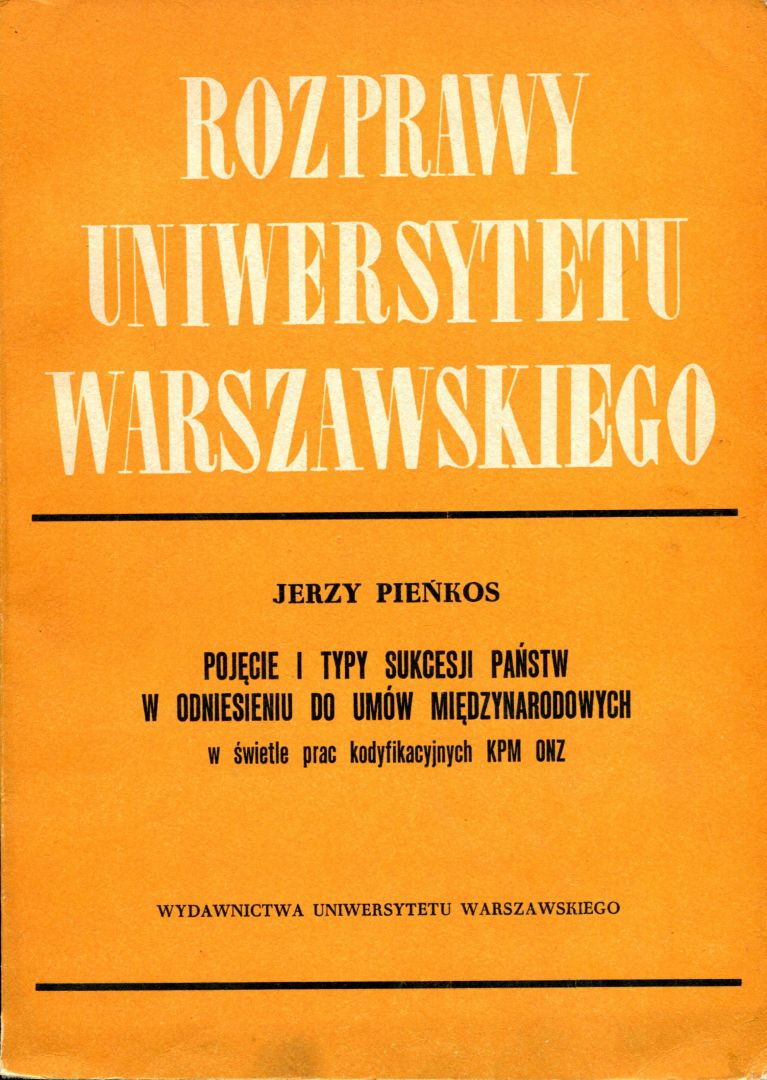 ROZPRAWY
UNIWERSYTETU
WARSZAWSKIEGO
JERZY PIEŃKOS
POJĘCIE I TYPY SUKCESJI PAŃSTW
W ODNIESIENIU DO UMÓW MIĘDZYNARODOWYCH
w świetle prac kodyfikacyjnych KPM ONZ
WYDAWNICTWA UNIWERSYTETU WARSZAWSKIEGO